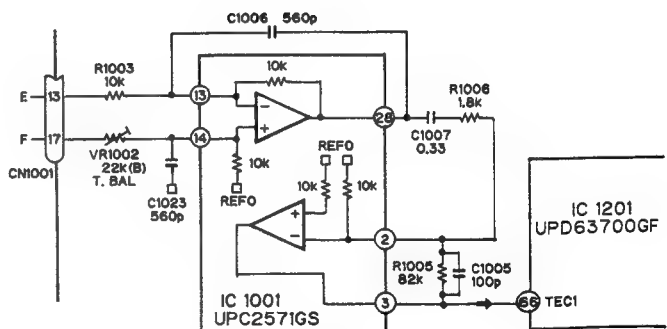 C1006 560p
R1003
10k
10k
E
13
13
F
17
14
28
R1006
1.8k
C1007
0.33
VR1002
22k(B)
T. BAL
CN1001
10k
REFO
C1023
560p
REFO
10k
10k
2
R1005
82k
C1005
100p
3
IC 1001
UPC2571GS
IC 1201
UPD63700GF
66
TEC1